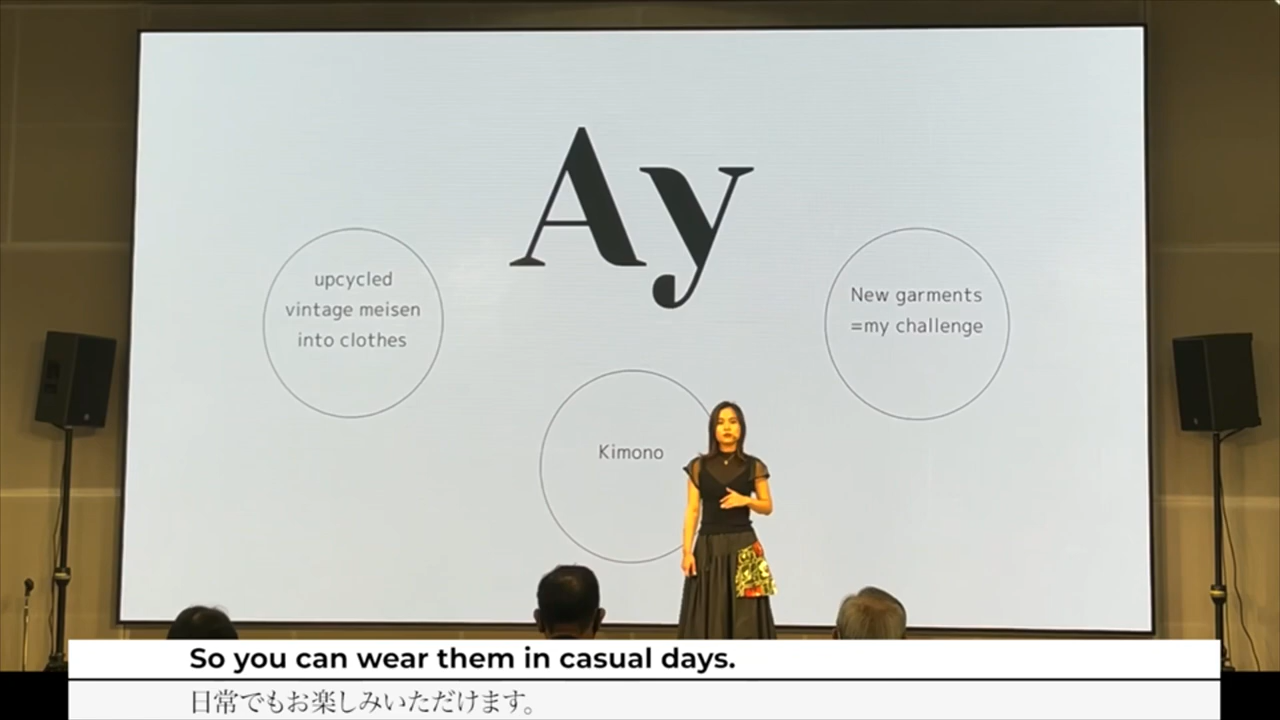 Ay
upcycled
vintage meisen
into clothes
New garments
=my challenge
Kimono
So you can wear them in casual days.
日常でもお楽しみいただけます。